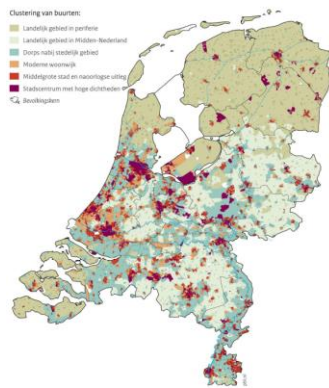 Clustering van buurten:
Landelijk gebied in periferie
Landelijk gebied in Midden-Nederland
Dorps nabij stedelijk gebied
Moderne woonwijk
Middelgrote stad en naoorlogse uitleg
Stadscentrum met hoge dichtheden
Bevolkingskern